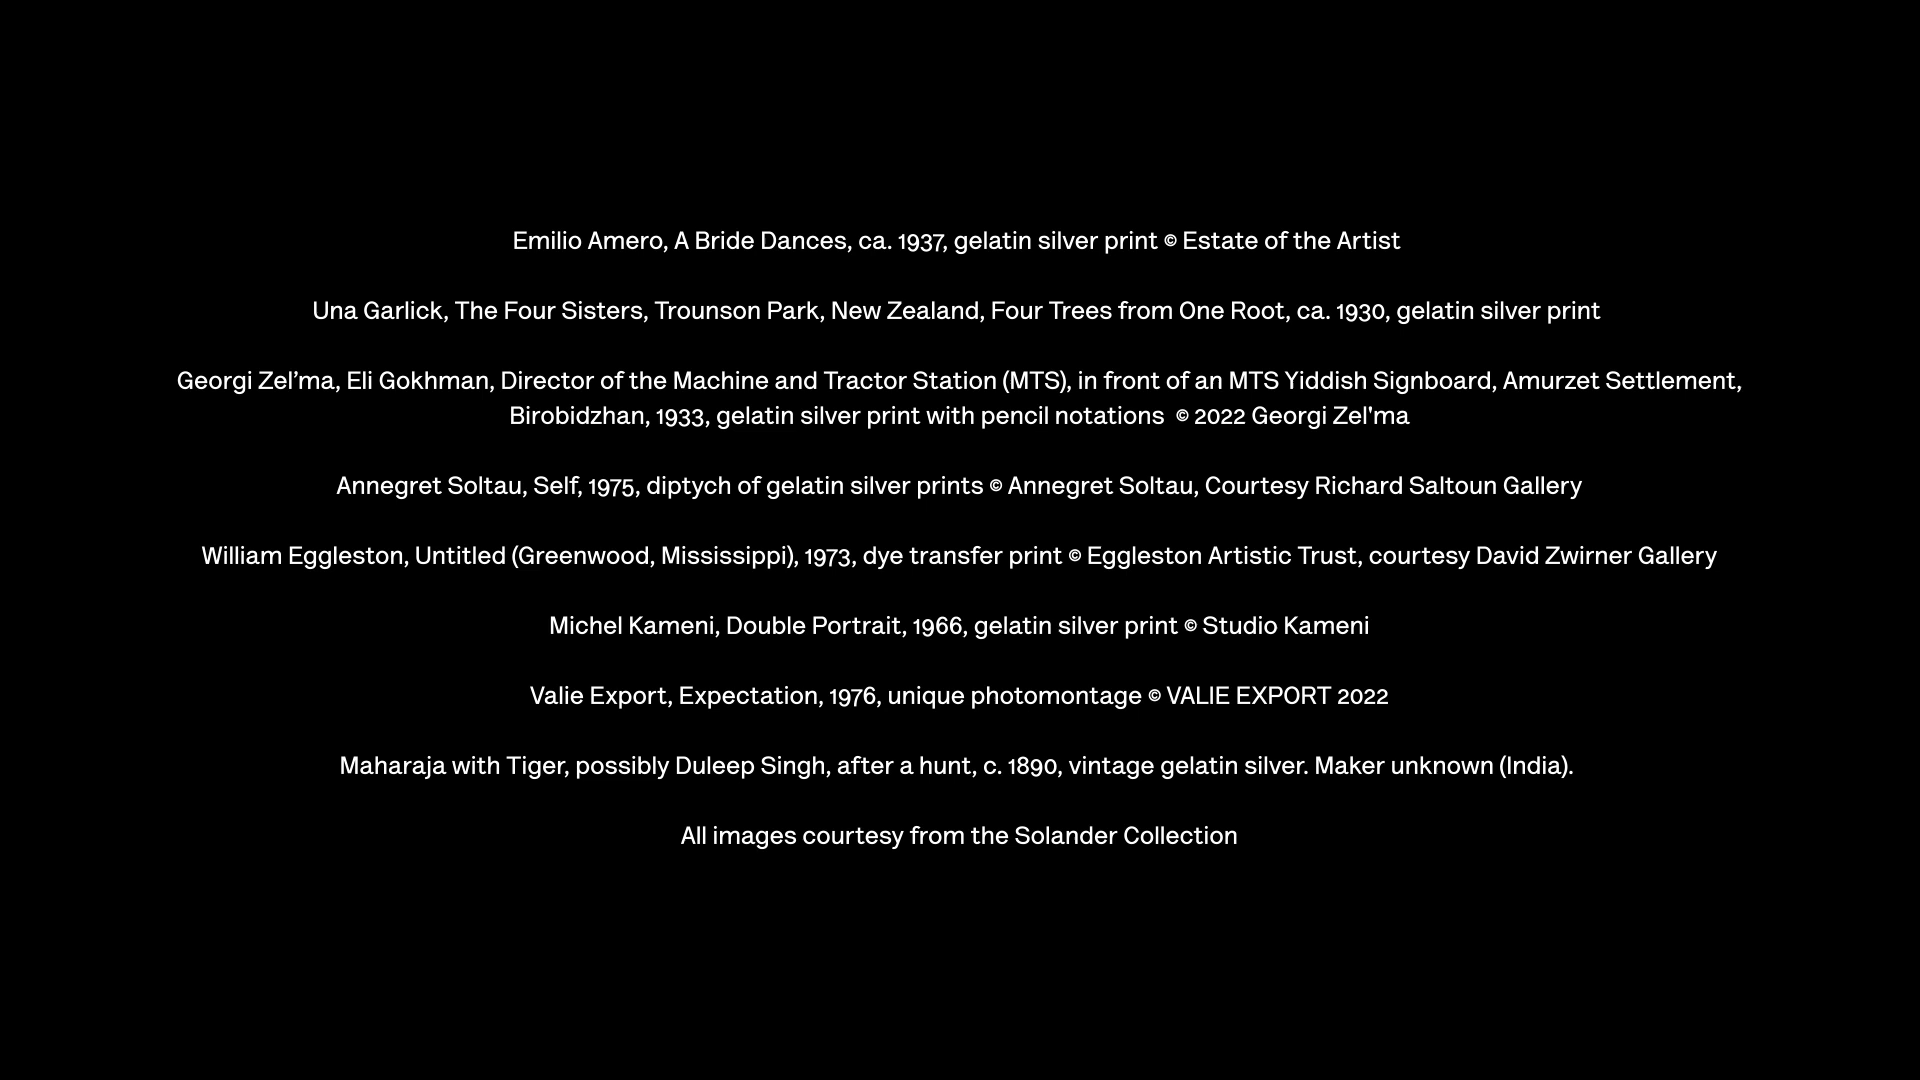 Emilio Amero, A Bride Dances, ca. 1937, gelatin silver print © Estate of the Artist
Una Garlick, The Four Sisters, Trounson Park, New Zealand, Four Trees from One Root, ca. 1930, gelatin silver print
Georgi Zel’ma, Eli Gokhman, Director of the Machine and Tractor Station (MTS), in front of an MTS Yiddish Signboard, Amurzet Settlement,
Birobidzhan, 1933, gelatin silver print with pencil notations © 2022 Georgi Zel'ma
Annegret Soltau, Self, 1975, diptych of gelatin silver prints © Annegret Soltau, Courtesy Richard Saltoun Gallery
William Eggleston, Untitled (Greenwood, Mississippi), 1973, dye transfer print © Eggleston Artistic Trust, courtesy David Zwirner Gallery
Michel Kameni, Double Portrait, 1966, gelatin silver print © Studio Kameni
Valie Export, Expectation, 1976, unique photomontage © VALIE EXPORT 2022
Maharaja with Tiger, possibly Duleep Singh, after a hunt, c. 1890, vintage gelatin silver. Maker unknown (India).
All images courtesy from the Solander Collection